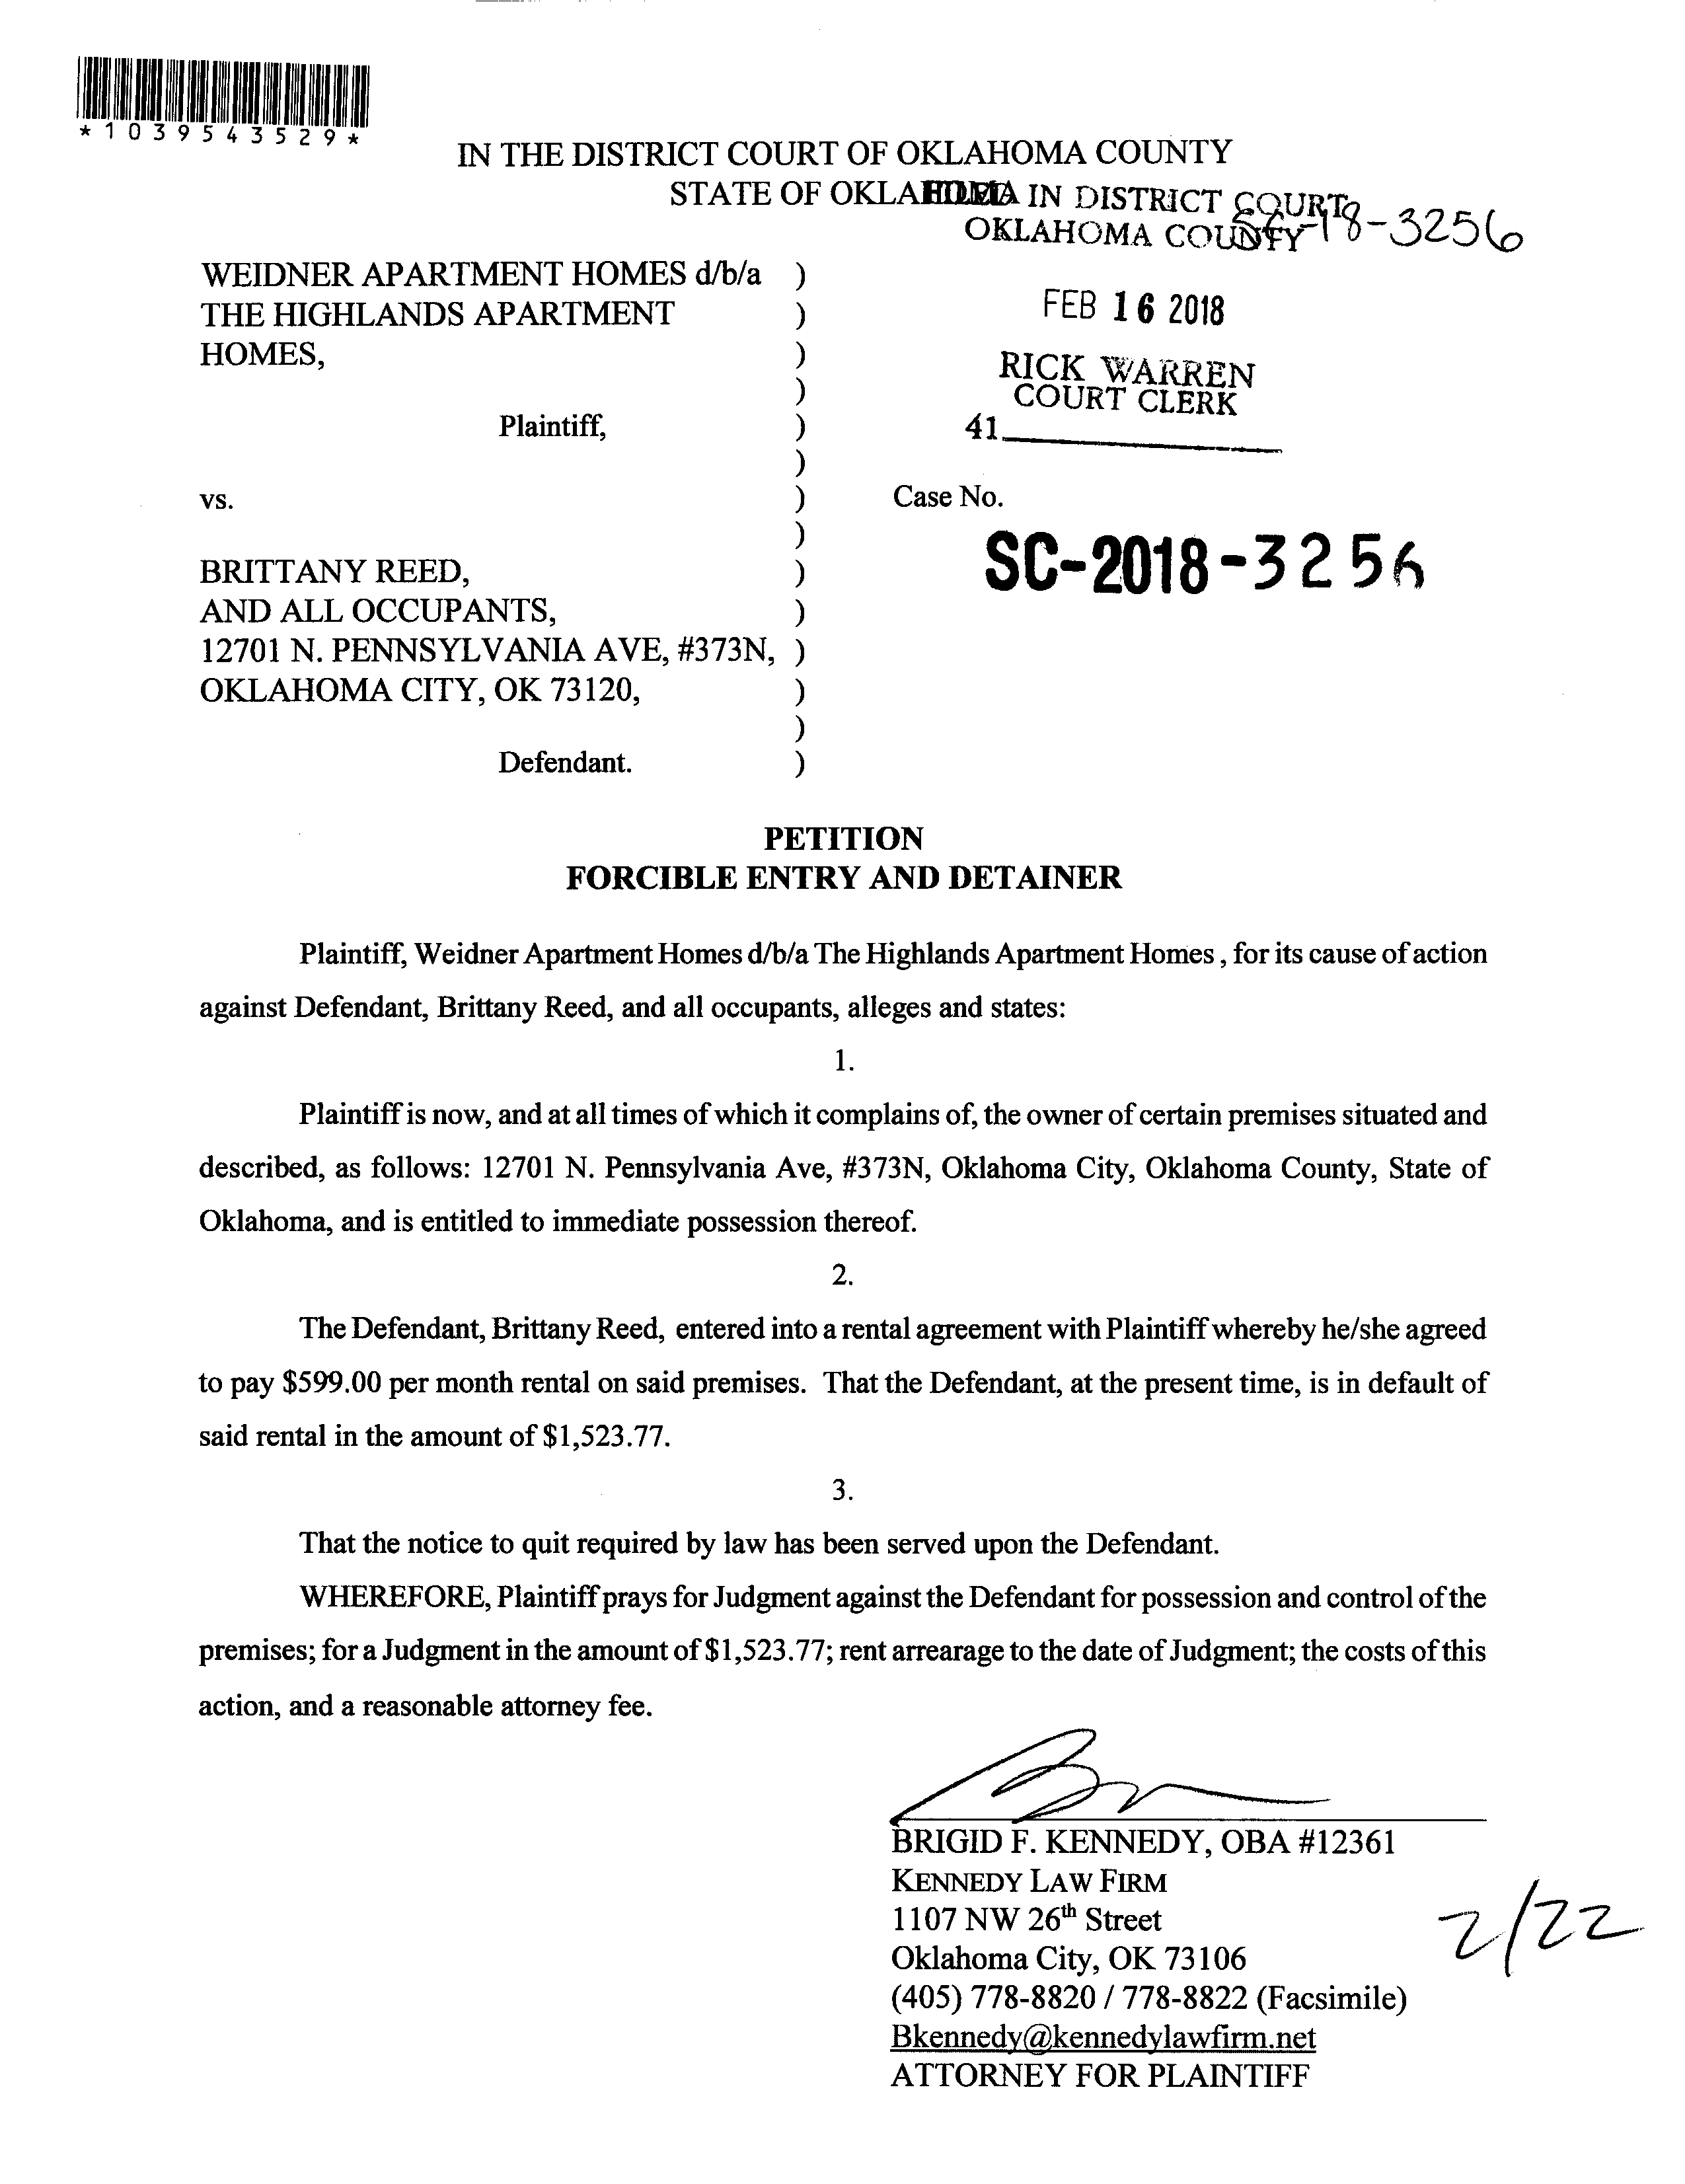 *1039543529*
IN THE DISTRICT COURT OF OKLAHOMA COUNTY
STATE OF OKLAHOMA
FILED IN DISTRICT COURT
OKLAHOMA COUNTY
SC-18-3256
WEIDNER APARTMENT HOMES d/b/a )
THE HIGHLANDS APARTMENT )
HOMES, )
)
Plaintiff, )
)
vs. )
)
BRITTANY REED, )
AND ALL OCCUPANTS, )
12701 N. PENNSYLVANIA AVE, #373N, )
OKLAHOMA CITY, OK 73120, )
)
Defendant. )
FEB 16 2018
RICK WARREN
COURT CLERK
41
Case No.
SC-2018-3256
PETITION
FORCIBLE ENTRY AND DETAINER
Plaintiff, Weidner Apartment Homes d/b/a The Highlands Apartment Homes , for its cause of action
against Defendant, Brittany Reed, and all occupants, alleges and states:
1.
Plaintiff is now, and at all times of which it complains of, the owner of certain premises situated and
described, as follows: 12701 N. Pennsylvania Ave, #373N, Oklahoma City, Oklahoma County, State of
Oklahoma, and is entitled to immediate possession thereof.
2.
The Defendant, Brittany Reed, entered into a rental agreement with Plaintiff whereby he/she agreed
to pay $599.00 per month rental on said premises. That the Defendant, at the present time, is in default of
said rental in the amount of $1,523.77.
3.
That the notice to quit required by law has been served upon the Defendant.
WHEREFORE, Plaintiff prays for Judgment against the Defendant for possession and control of the
premises; for a Judgment in the amount of $1,523.77; rent arrearage to the date of Judgment; the costs of this
action, and a reasonable attorney fee.
BRIGID F. KENNEDY, OBA #12361
KENNEDY LAW FIRM
1107 NW 26th Street
Oklahoma City, OK 73106
(405) 778-8820 / 778-8822 (Facsimile)
Bkennedy@kennedylawfirm.net
ATTORNEY FOR PLAINTIFF
2/22